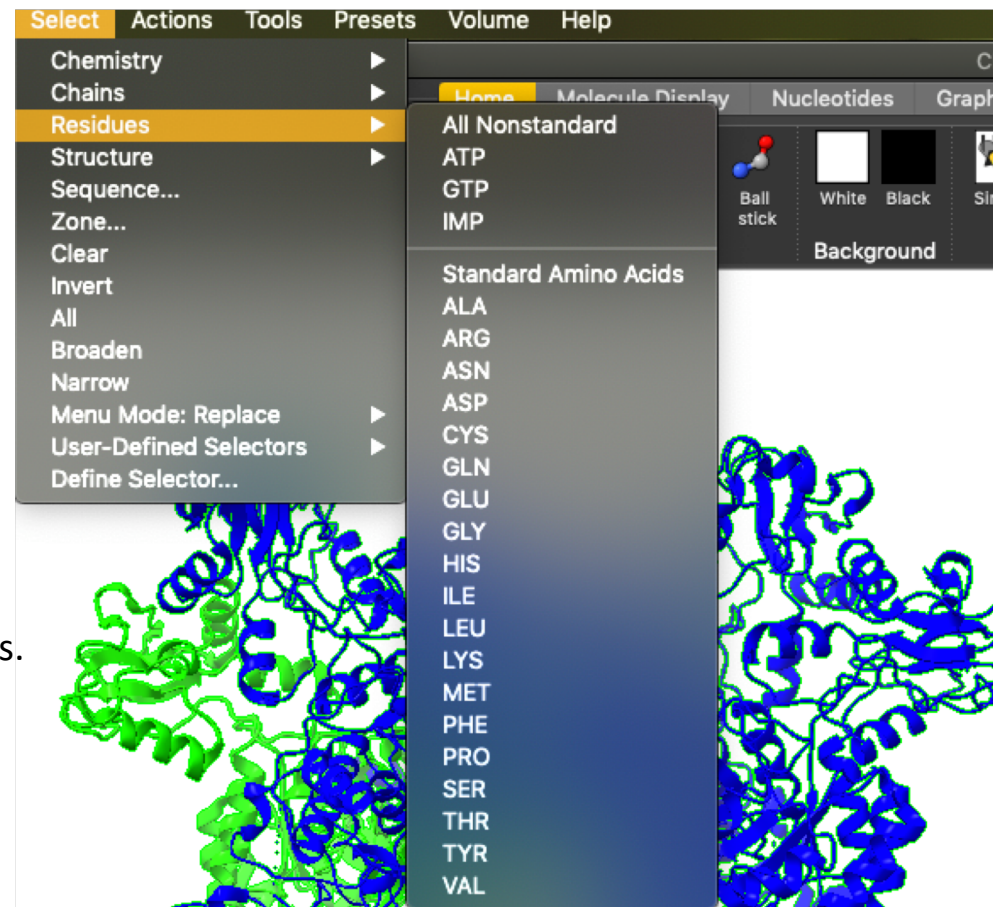 Select Actions Tools Presets Volume Help
Chemistry
Chains
Residues
Structure
Sequence...
Zone...
Clear
Invert
All
Broaden
Narrow
Menu Mode: Replace
User-Defined Selectors
Define Selector...
Home Molecule Display Nucleotides Graph
All Nonstandard
ATP
GTP
IMP
Standard Amino Acids
ALA
ARG
ASN
ASP
CYS
GLN
GLU
GLY
HIS
ILE
LEU
LYS
MET
PHE
PRO
SER
THR
TYR
VAL
Ball
stick
White Black
Background
s.